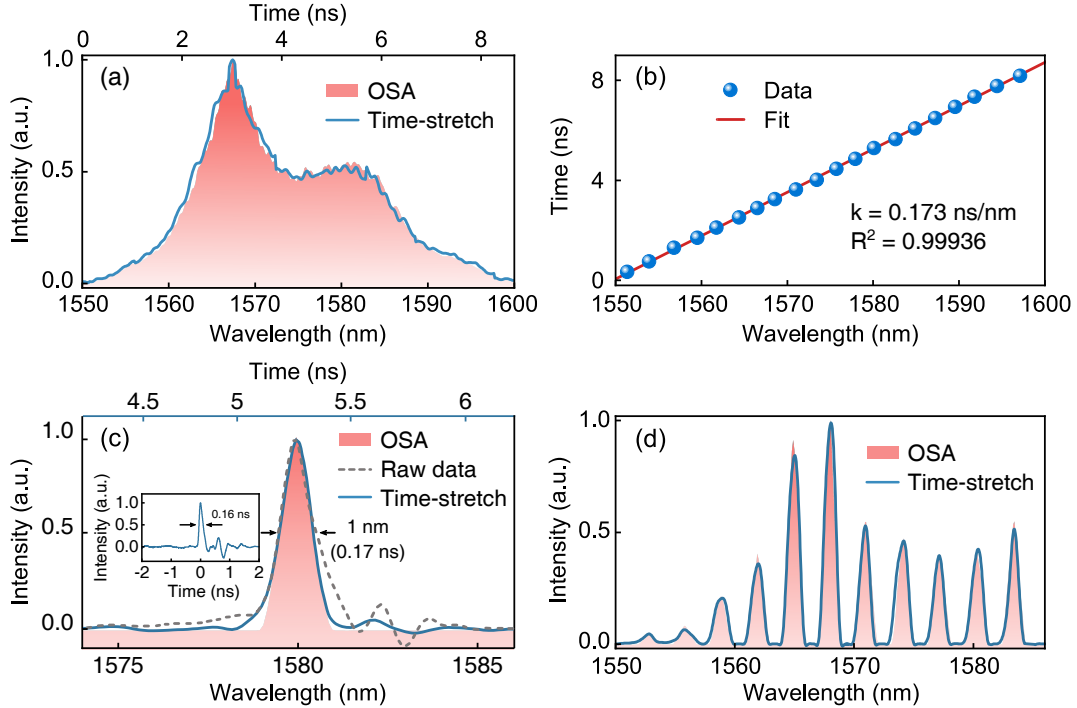 Time (ns)
0 2 4 6 8
(a)
OSA
Time-stretch
Intensity (a.u.)
1.0
0.5
0.0
1550 1560 1570 1580 1590 1600
Wavelength (nm)
(b)
Data
Fit
k = 0.173 ns/nm
R² = 0.99936
Time (ns)
8
4
0
1550 1560 1570 1580 1590 1600
Wavelength (nm)
Time (ns)
4.5 5 5.5 6
(c)
OSA
Raw data
Time-stretch
1 nm
(0.17 ns)
Intensity (a.u.)
1.0
0.5
0.0
0.16 ns
Intensity (a.u.)
1.0
0.5
0.0
-2 -1 0 1 2
Time (ns)
1575 1580 1585
Wavelength (nm)
(d)
OSA
Time-stretch
Intensity (a.u.)
1.0
0.5
0.0
1550 1560 1570 1580
Wavelength (nm)